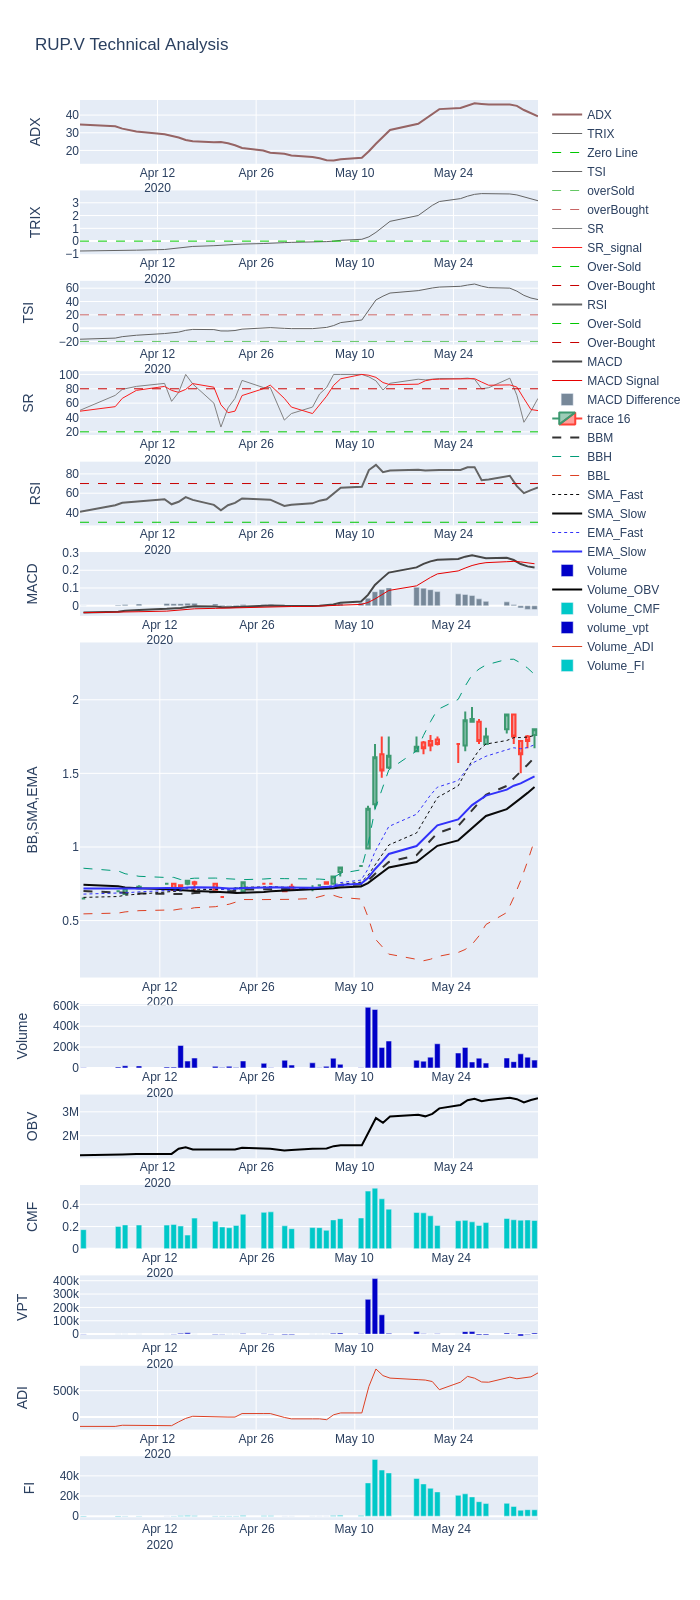 RUP.V Technical Analysis
ADX
40
30
20
Apr 12
2020
Apr 26
May 10
May 24
TRIX
3
2
1
0
−1
Apr 12
2020
Apr 26
May 10
May 24
TSI
60
40
20
0
−20
Apr 12
2020
Apr 26
May 10
May 24
SR
100
80
60
40
20
Apr 12
2020
Apr 26
May 10
May 24
RSI
80
60
40
Apr 12
2020
Apr 26
May 10
May 24
MACD
0.3
0.2
0.1
0
Apr 12
2020
Apr 26
May 10
May 24
BB,SMA,EMA
2
1.5
1
0.5
Apr 12
2020
Apr 26
May 10
May 24
Volume
600k
400k
200k
0
Apr 12
2020
Apr 26
May 10
May 24
OBV
3M
2M
Apr 12
2020
Apr 26
May 10
May 24
CMF
0.4
0.2
0
Apr 12
2020
Apr 26
May 10
May 24
VPT
400k
300k
200k
100k
0
Apr 12
2020
Apr 26
May 10
May 24
ADI
500k
0
Apr 12
2020
Apr 26
May 10
May 24
FI
40k
20k
0
Apr 12
2020
Apr 26
May 10
May 24
ADX
TRIX
Zero Line
TSI
overSold
overBought
SR
SR_signal
Over-Sold
Over-Bought
RSI
Over-Sold
Over-Bought
MACD
MACD Signal
MACD Difference
trace 16
BBM
BBH
BBL
SMA_Fast
SMA_Slow
EMA_Fast
EMA_Slow
Volume
Volume_OBV
Volume_CMF
volume_vpt
Volume_ADI
Volume_FI